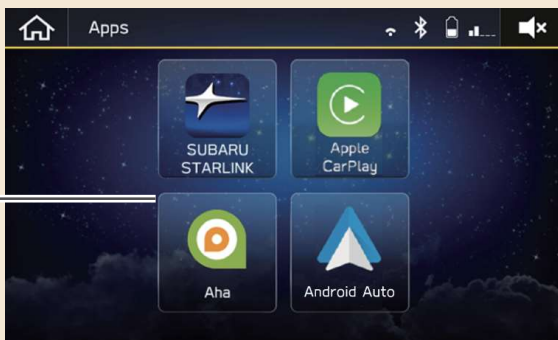 Apps
SUBARU
STARLINK
Apple
CarPlay
Aha
Android Auto